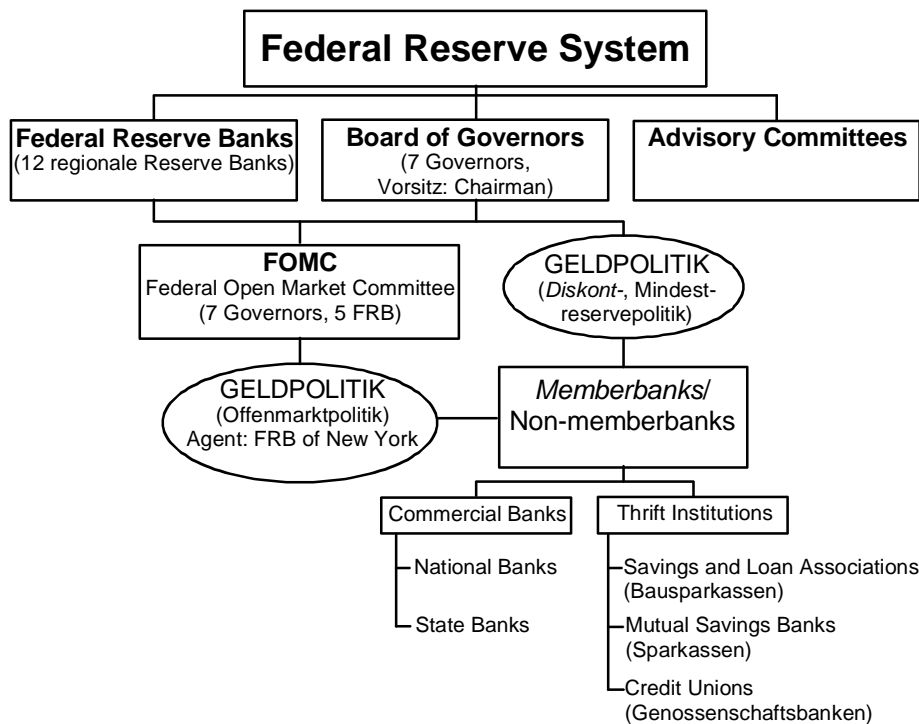 Federal Reserve System
Federal Reserve Banks
(12 regionale Reserve Banks)
Board of Governors
(7 Governors,
Vorsitz: Chairman)
Advisory Committees
FOMC
Federal Open Market Committee
(7 Governors, 5 FRB)
GELDPOLITIK
(Diskont-, Mindest-
reservepolitik)
GELDPOLITIK
(Offenmarktpolitik)
Agent: FRB of New York
Memberbanks/
Non-memberbanks
Commercial Banks
National Banks
State Banks
Thrift Institutions
Savings and Loan Associations
(Bausparkassen)
Mutual Savings Banks
(Sparkassen)
Credit Unions
(Genossenschaftsbanken)